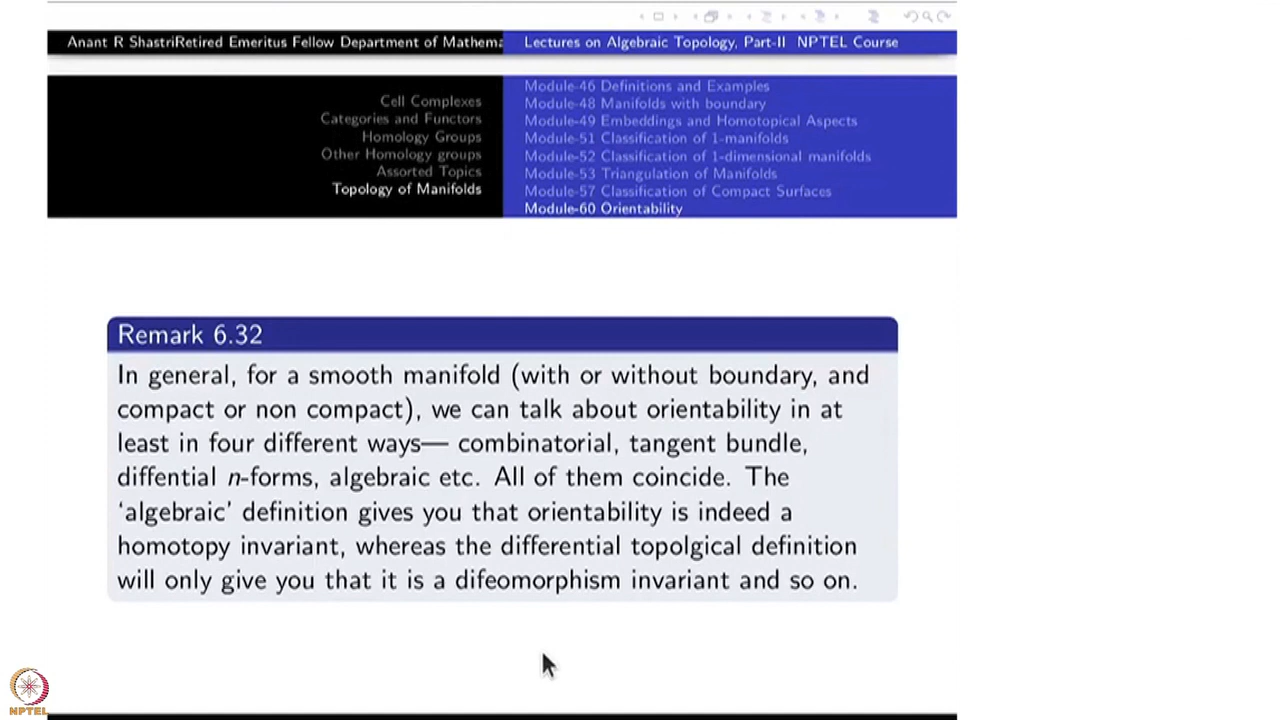 Anant R ShastriRetired Emeritus Fellow Department of Mathema
Lectures on Algebraic Topology, Part-II NPTEL Course
Cell Complexes
Categories and Functors
Homology Groups
Other Homology groups
Assorted Topics
Topology of Manifolds
Module-46 Definitions and Examples
Module-48 Manifolds with boundary
Module-49 Embeddings and Homotopical Aspects
Module-51 Classification of 1-manifolds
Module-52 Classification of 1-dimensional manifolds
Module-53 Triangulation of Manifolds
Module-57 Classification of Compact Surfaces
Module-60 Orientability
Remark 6.32
In general, for a smooth manifold (with or without boundary, and
compact or non compact), we can talk about orientability in at
least in four different ways— combinatorial, tangent bundle,
diffential n-forms, algebraic etc. All of them coincide. The
‘algebraic’ definition gives you that orientability is indeed a
homotopy invariant, whereas the differential topolgical definition
will only give you that it is a difeomorphism invariant and so on.
NPTEL